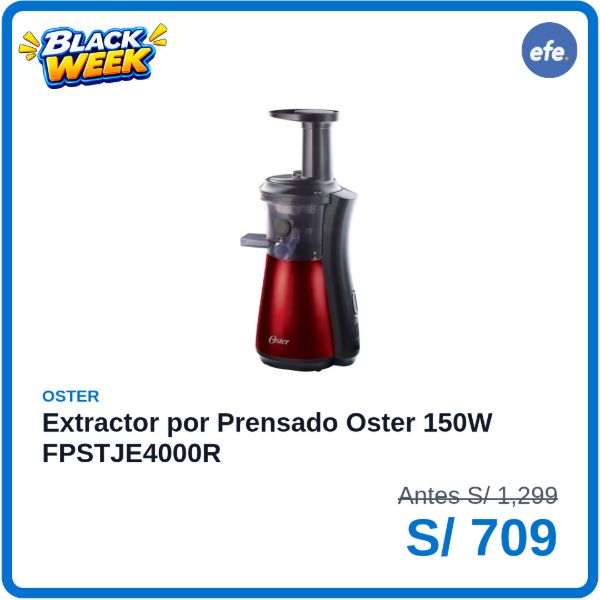 BLACK
WEEK
efe.
Oster
OSTER
Extractor por Prensado Oster 150W
FPSTJE4000R
Antes S/ 1,299
S/ 709